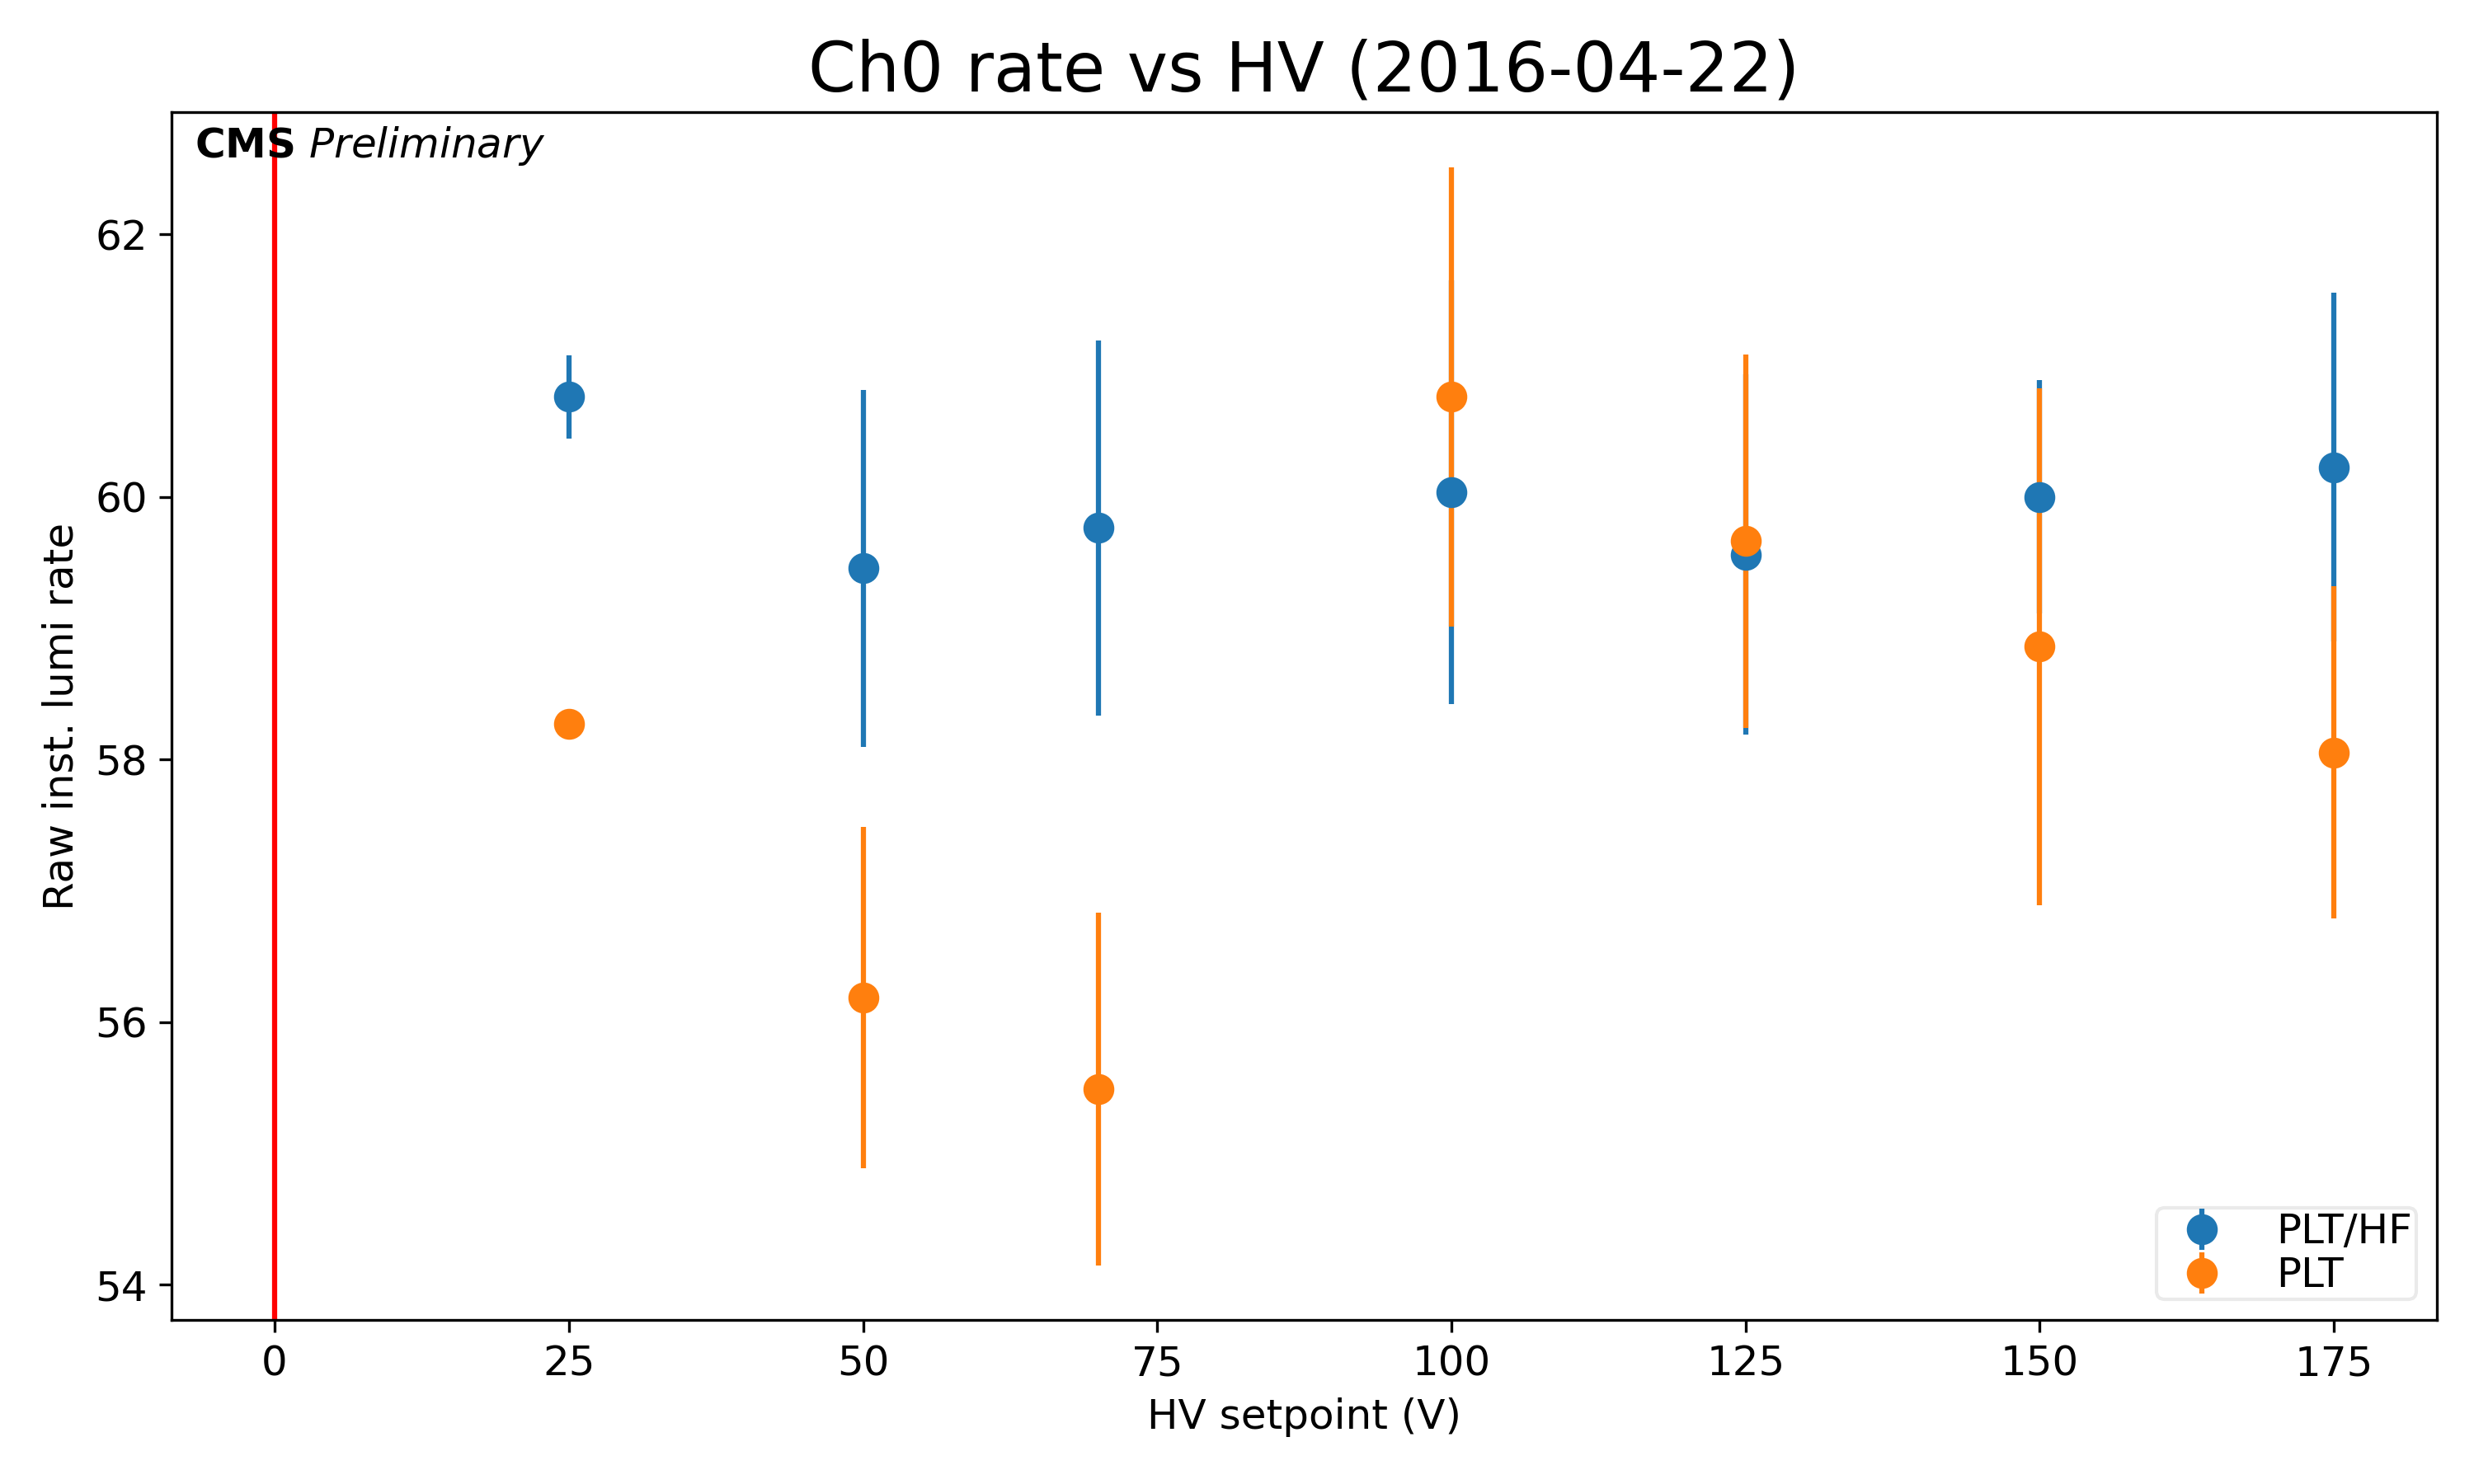 Ch0 rate vs HV (2016-04-22)
CMS Preliminary
62
60
58
56
54
Raw inst. lumi rate
PLT/HF
PLT
0 25 50 75 100 125 150 175
HV setpoint (V)